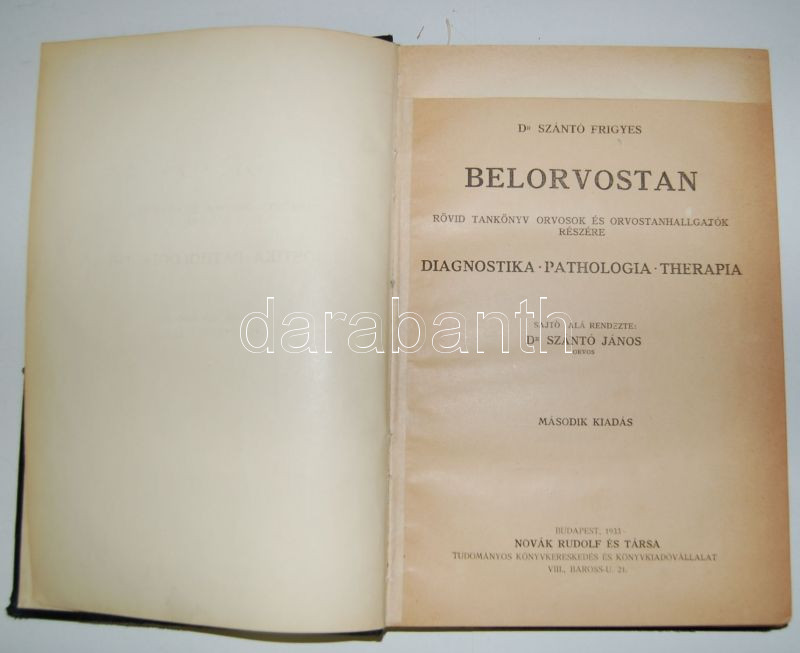 DR SZÁNTÓ FRIGYES
BELORVOSTAN
RÖVID TANKÖNYV ORVOSOK ÉS ORVOSTANHALLGATÓK
RÉSZÉRE
DIAGNOSTIKA · PATHOLOGIA · THERAPIA
SAJTÓ ALÁ RENDEZTE:
DR SZÁNTÓ JÁNOS
ORVOS
darabanth
MÁSODIK KIADÁS
BUDAPEST, 1933
NOVÁK RUDOLF ÉS TÁRSA
TUDOMÁNYOS KÖNYVKERESKEDÉS ÉS KÖNYVKIADÓVÁLLALAT
VIII., BAROSS-U. 21.